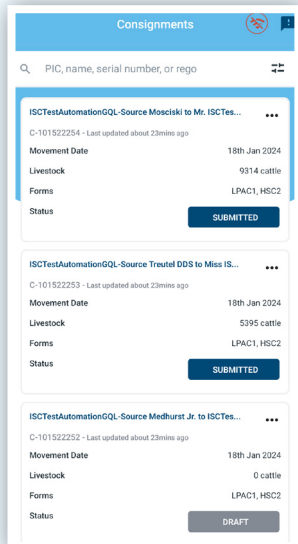 Consignments
PIC, name, serial number, or rego
ISCTestAutomationGQL-Source Mosciski to Mr. ISCTes...
C-101522254 - Last updated about 23mins ago
Movement Date 18th Jan 2024
Livestock 9314 cattle
Forms LPAC1, HSC2
Status SUBMITTED
ISCTestAutomationGQL-Source Treutel DDS to Miss IS...
C-101522253 - Last updated about 23mins ago
Movement Date 18th Jan 2024
Livestock 5395 cattle
Forms LPAC1, HSC2
Status SUBMITTED
ISCTestAutomationGQL-Source Medhurst Jr. to ISCTes...
C-101522252 - Last updated about 23mins ago
Movement Date 18th Jan 2024
Livestock 0 cattle
Forms LPAC1, HSC2
Status DRAFT